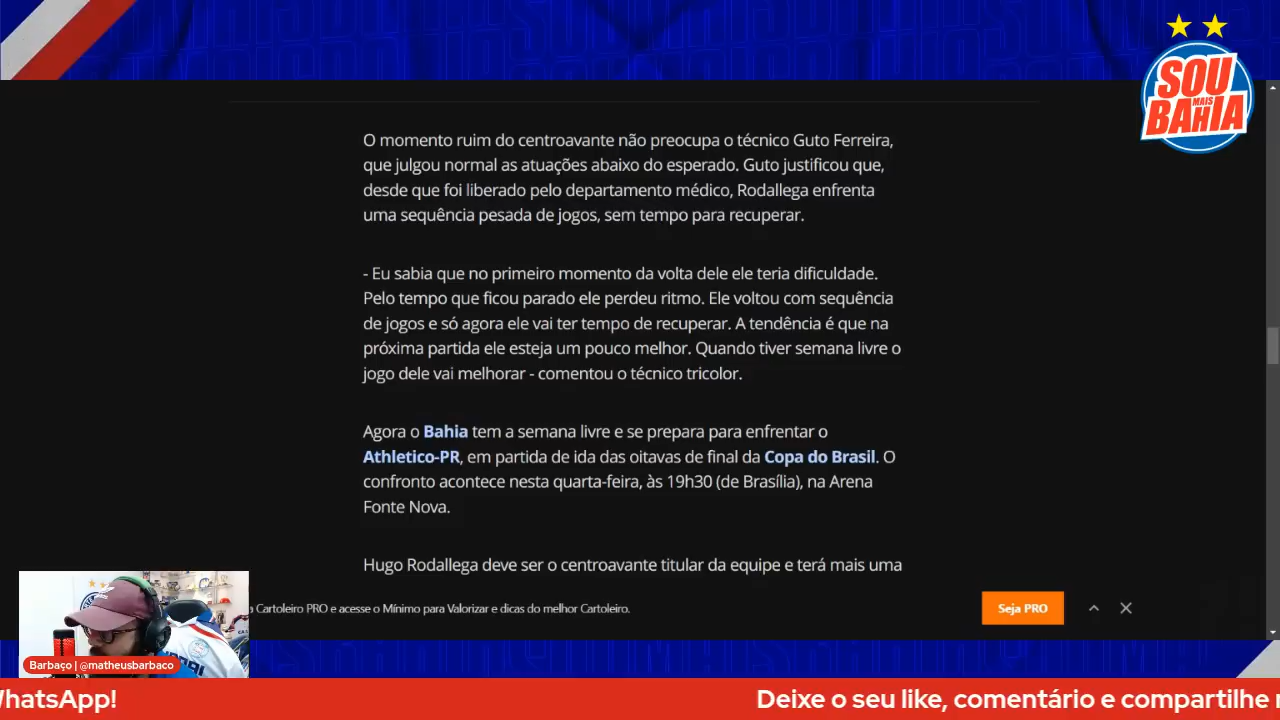 SOU
MAIS
BAHIA
O momento ruim do centroavante não preocupa o técnico Guto Ferreira,
que julgou normal as atuações abaixo do esperado. Guto justificou que,
desde que foi liberado pelo departamento médico, Rodallega enfrenta
uma sequência pesada de jogos, sem tempo para recuperar.
- Eu sabia que no primeiro momento da volta dele ele teria dificuldade.
Pelo tempo que ficou parado ele perdeu ritmo. Ele voltou com sequência
de jogos e só agora ele vai ter tempo de recuperar. A tendência é que na
próxima partida ele esteja um pouco melhor. Quando tiver semana livre o
jogo dele vai melhorar - comentou o técnico tricolor.
Agora o Bahia tem a semana livre e se prepara para enfrentar o
Athletico-PR, em partida de ida das oitavas de final da Copa do Brasil. O
confronto acontece nesta quarta-feira, às 19h30 (de Brasília), na Arena
Fonte Nova.
Hugo Rodallega deve ser o centroavante titular da equipe e terá mais uma
a Cartoleiro PRO e acesse o Mínimo para Valorizar e dicas do melhor Cartoleiro.
Seja PRO
Barbaço | @matheusbarbaco
WhatsApp!
Deixe o seu like, comentário e compartilhe